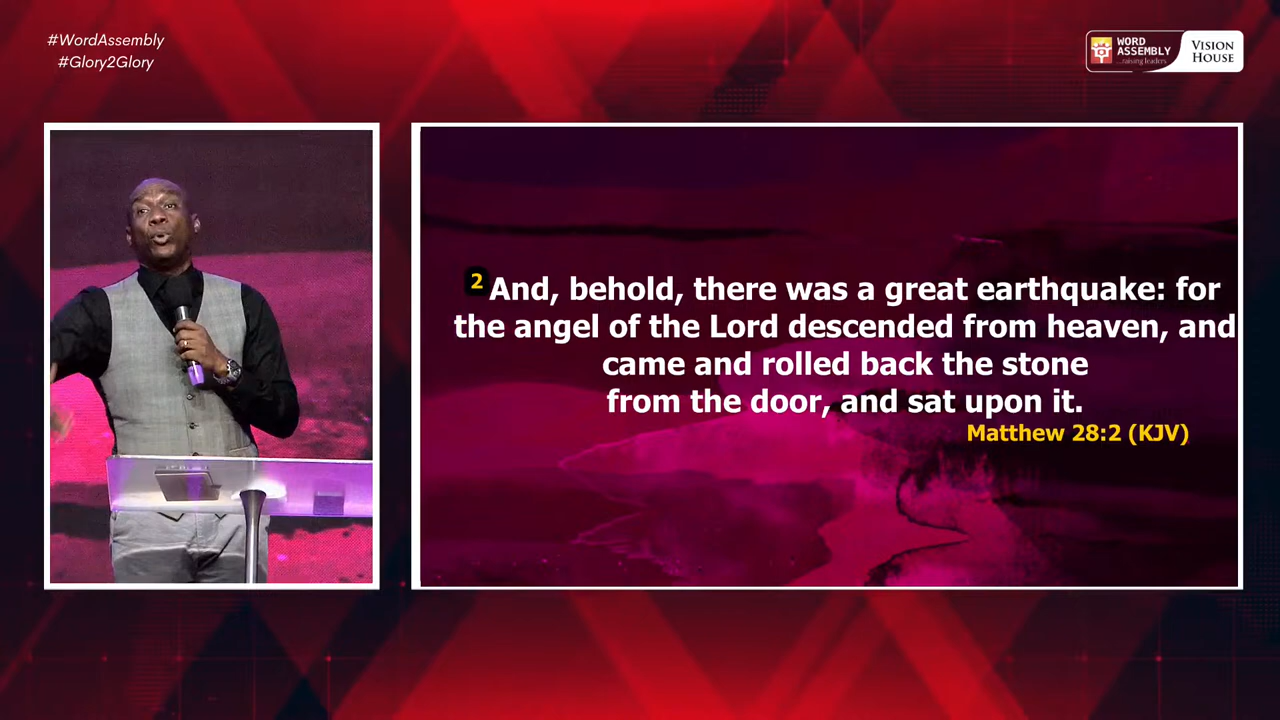 #WordAssembly
#Glory2Glory
WORD
ASSEMBLY
...raising leaders
VISION
HOUSE
2 And, behold, there was a great earthquake: for
the angel of the Lord descended from heaven, and
came and rolled back the stone
from the door, and sat upon it.
Matthew 28:2 (KJV)